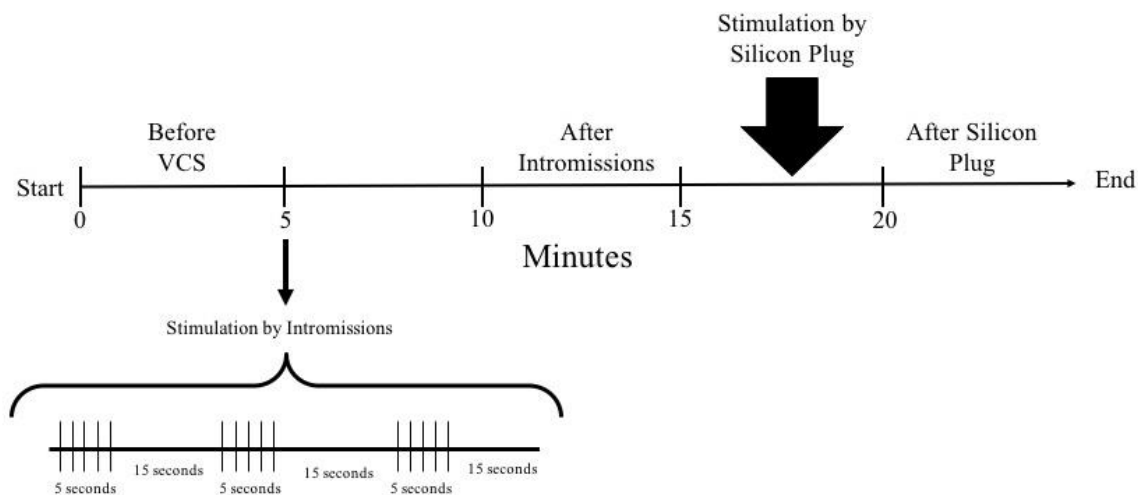 Stimulation by
Silicon Plug
Before
VCS
After
Intromissions
After Silicon
Plug
Start
End
0
5
10
15
20
Minutes
Stimulation by Intromissions
15 seconds
15 seconds
15 seconds
5 seconds
5 seconds
5 seconds